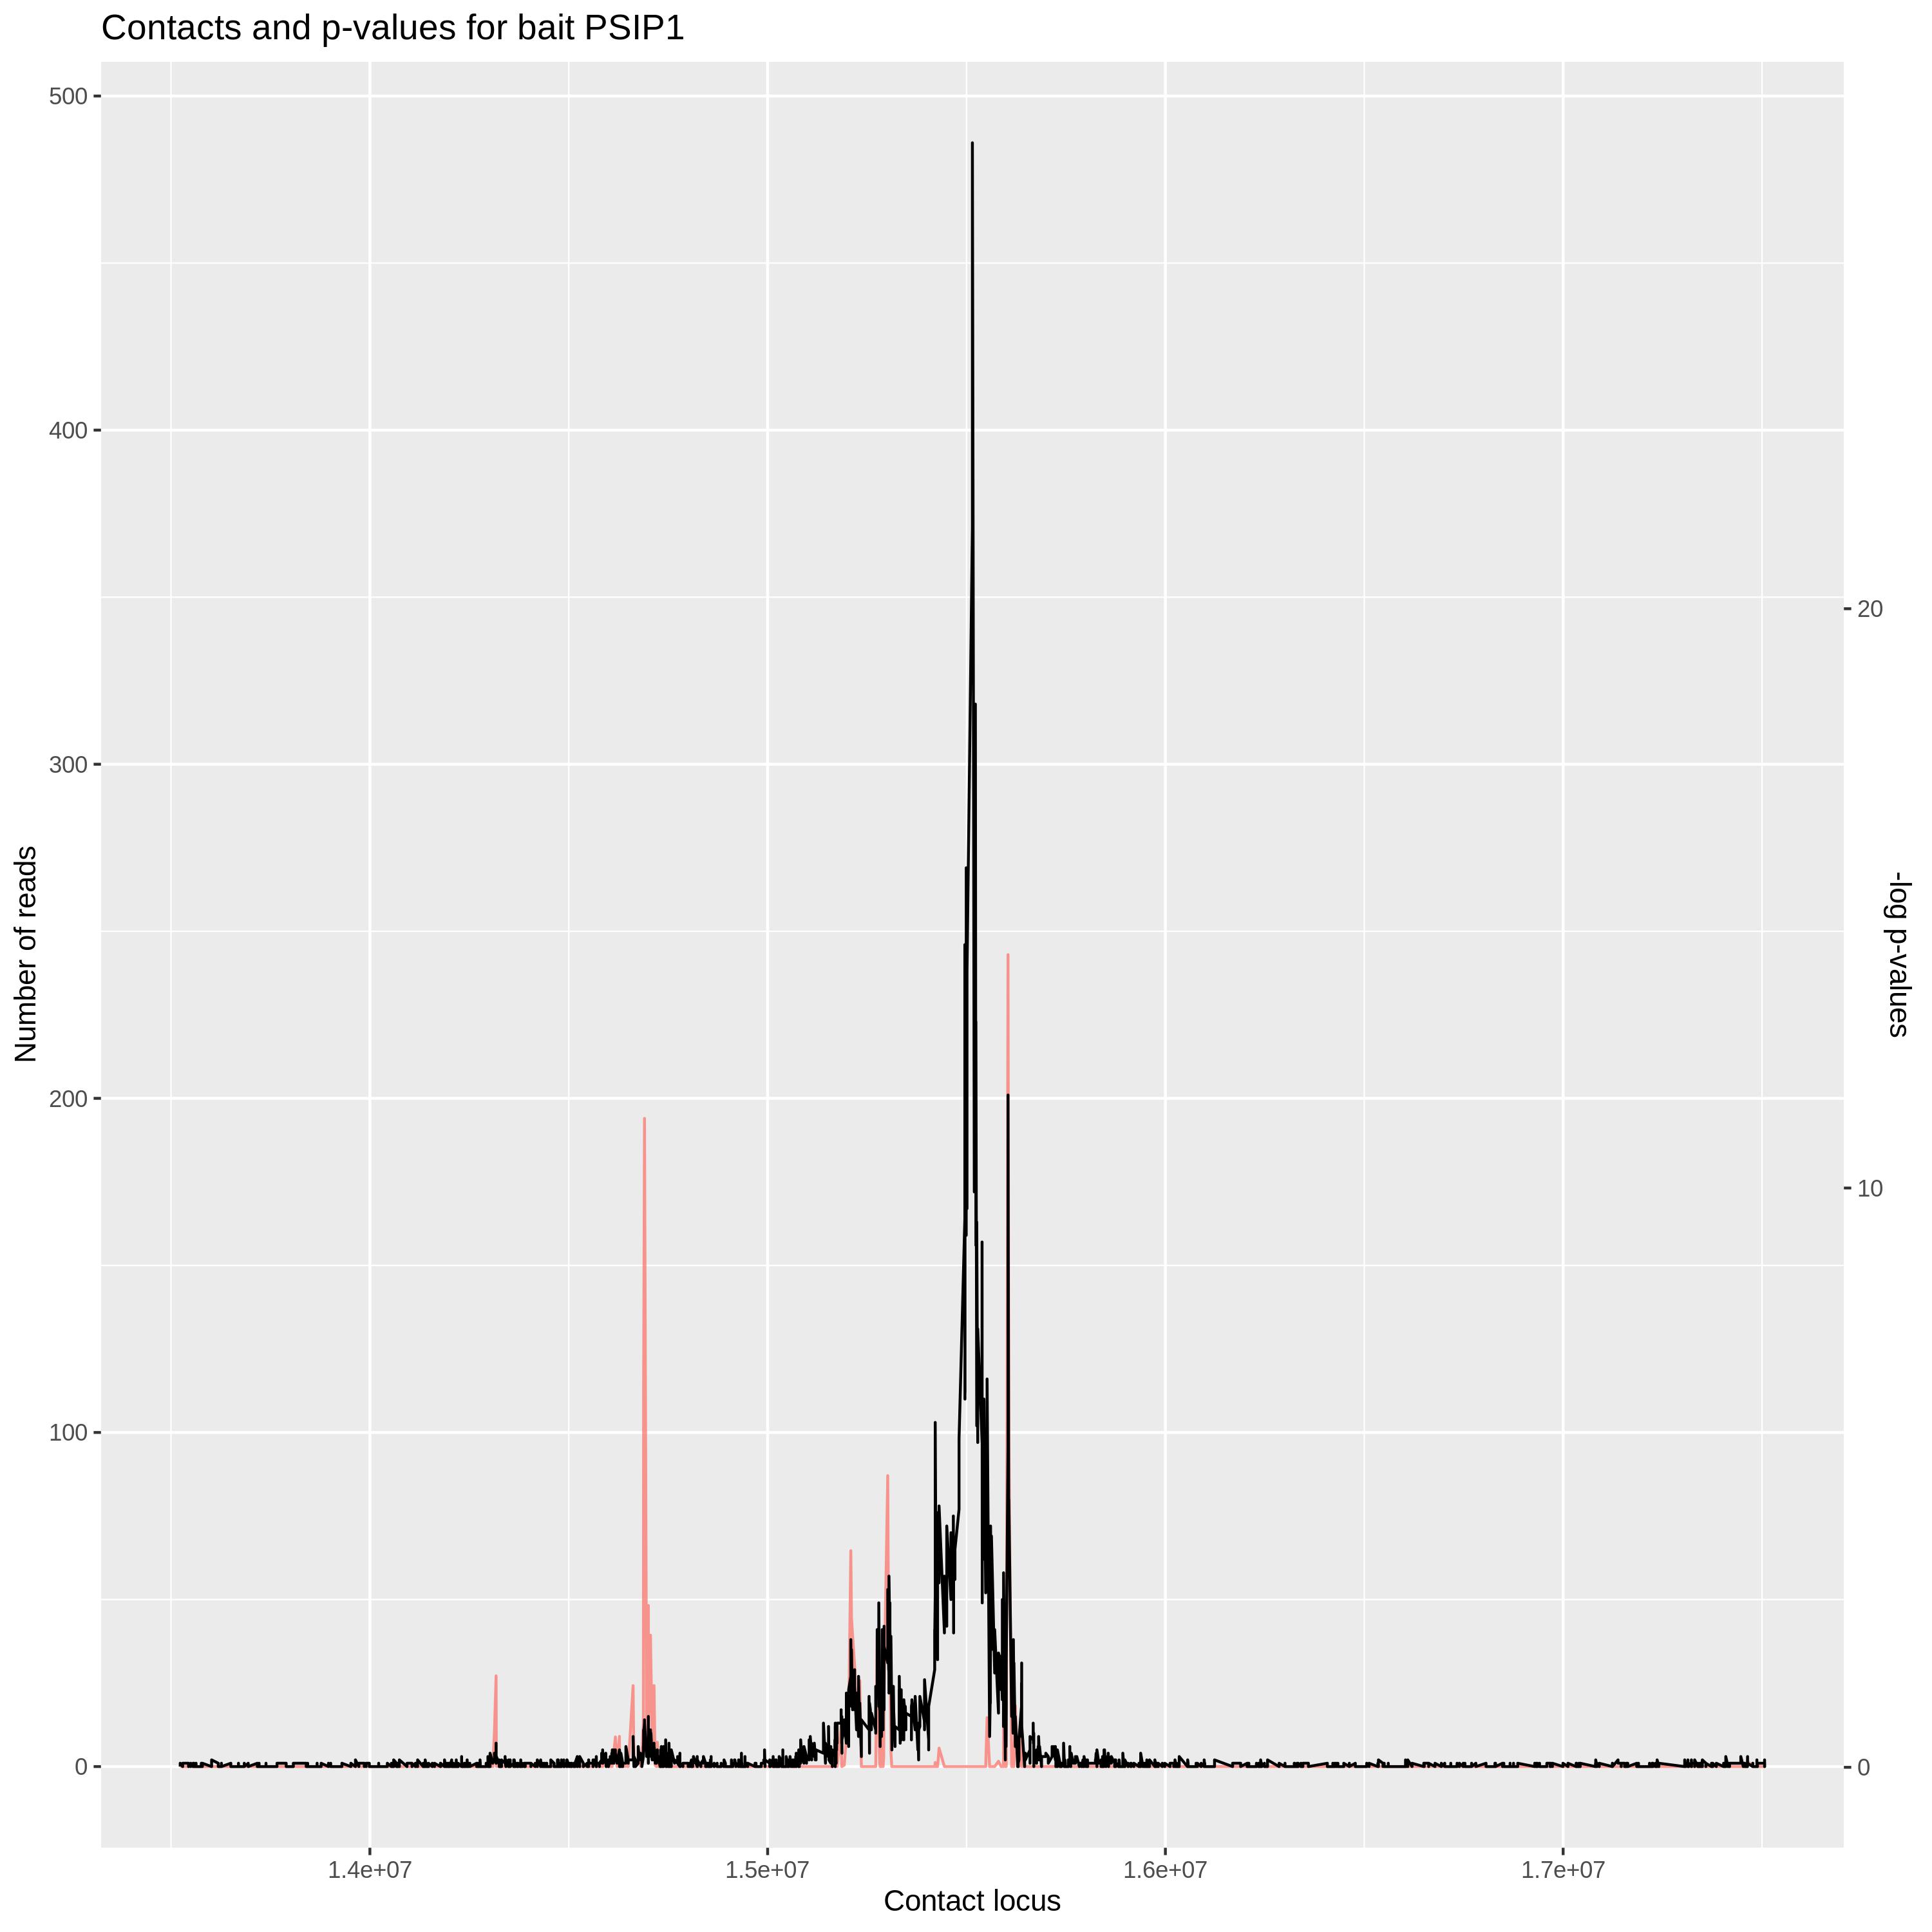 Contacts and p-values for bait PSIP1
500
400
300
200
100
0
Number of reads
20
10
0
-log p-values
1.4e+07
1.5e+07
1.6e+07
1.7e+07
Contact locus